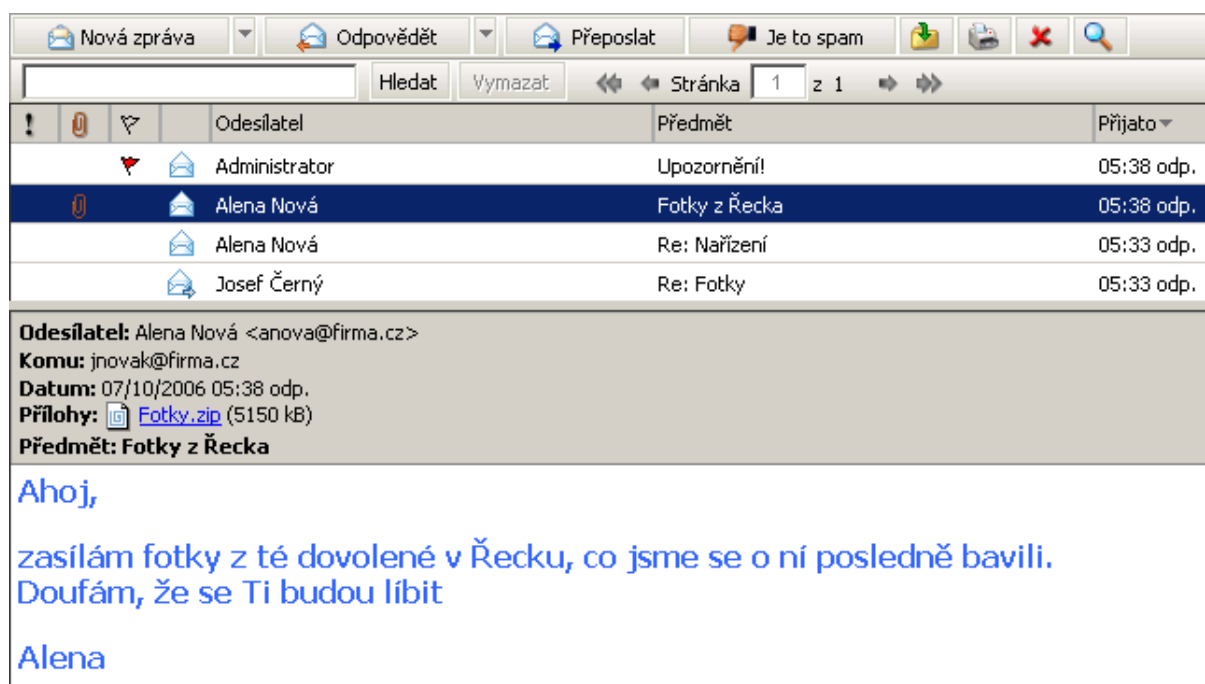 Nová zpráva Odpovědět Přeposlat Je to spam
Hledat Vymazat Stránka 1 z 1
! Odesílatel Předmět Přijato
Administrator Upozornění! 05:38 odp.
Alena Nová Fotky z Řecka 05:38 odp.
Alena Nová Re: Nařízení 05:33 odp.
Josef Černý Re: Fotky 05:33 odp.
Odesílatel: Alena Nová <anova@firma.cz>
Komu: jnovak@firma.cz
Datum: 07/10/2006 05:38 odp.
Přílohy: Fotky.zip (5150 kB)
Předmět: Fotky z Řecka
Ahoj,
zasílám fotky z té dovolené v Řecku, co jsme se o ní posledně bavili.
Doufám, že se Ti budou líbit
Alena